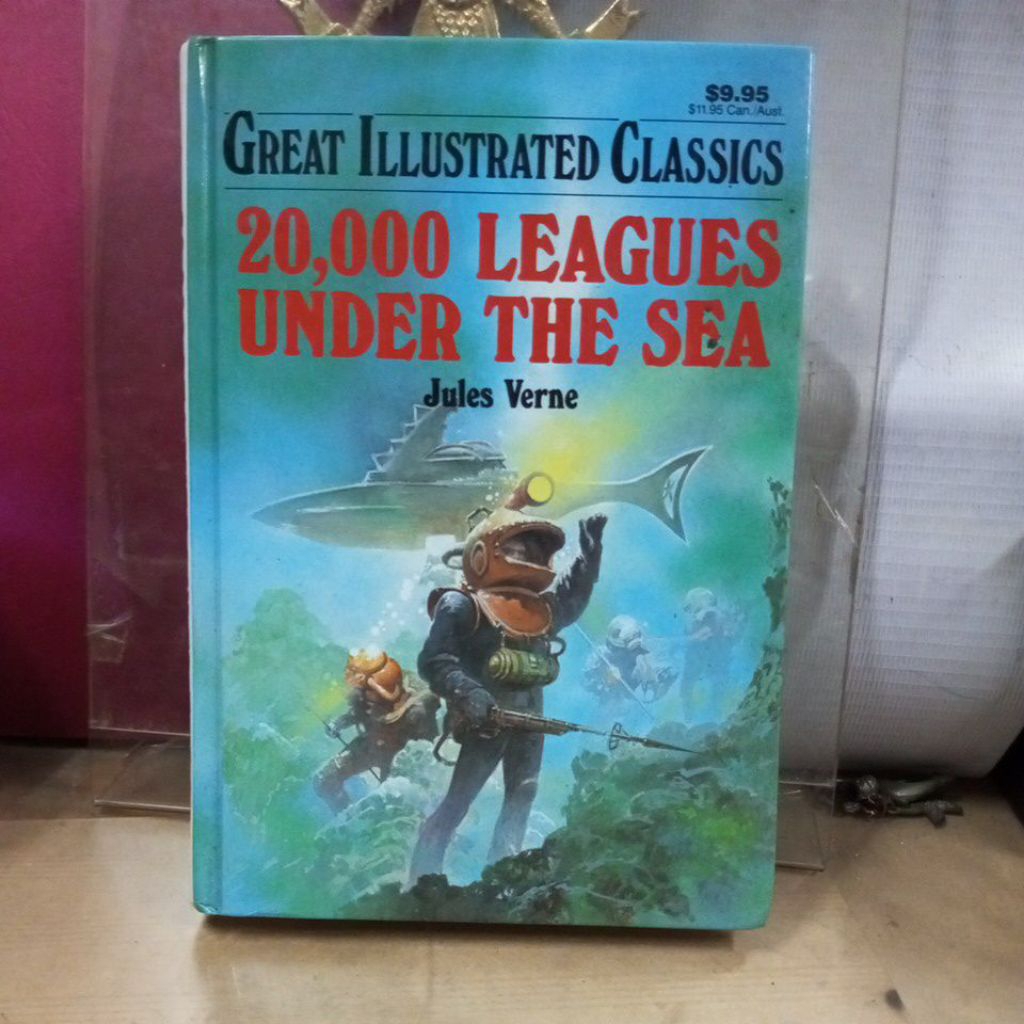 $9.95
$11.95 Can./Aust.
GREAT ILLUSTRATED CLASSICS
20,000 LEAGUES
UNDER THE SEA
Jules Verne